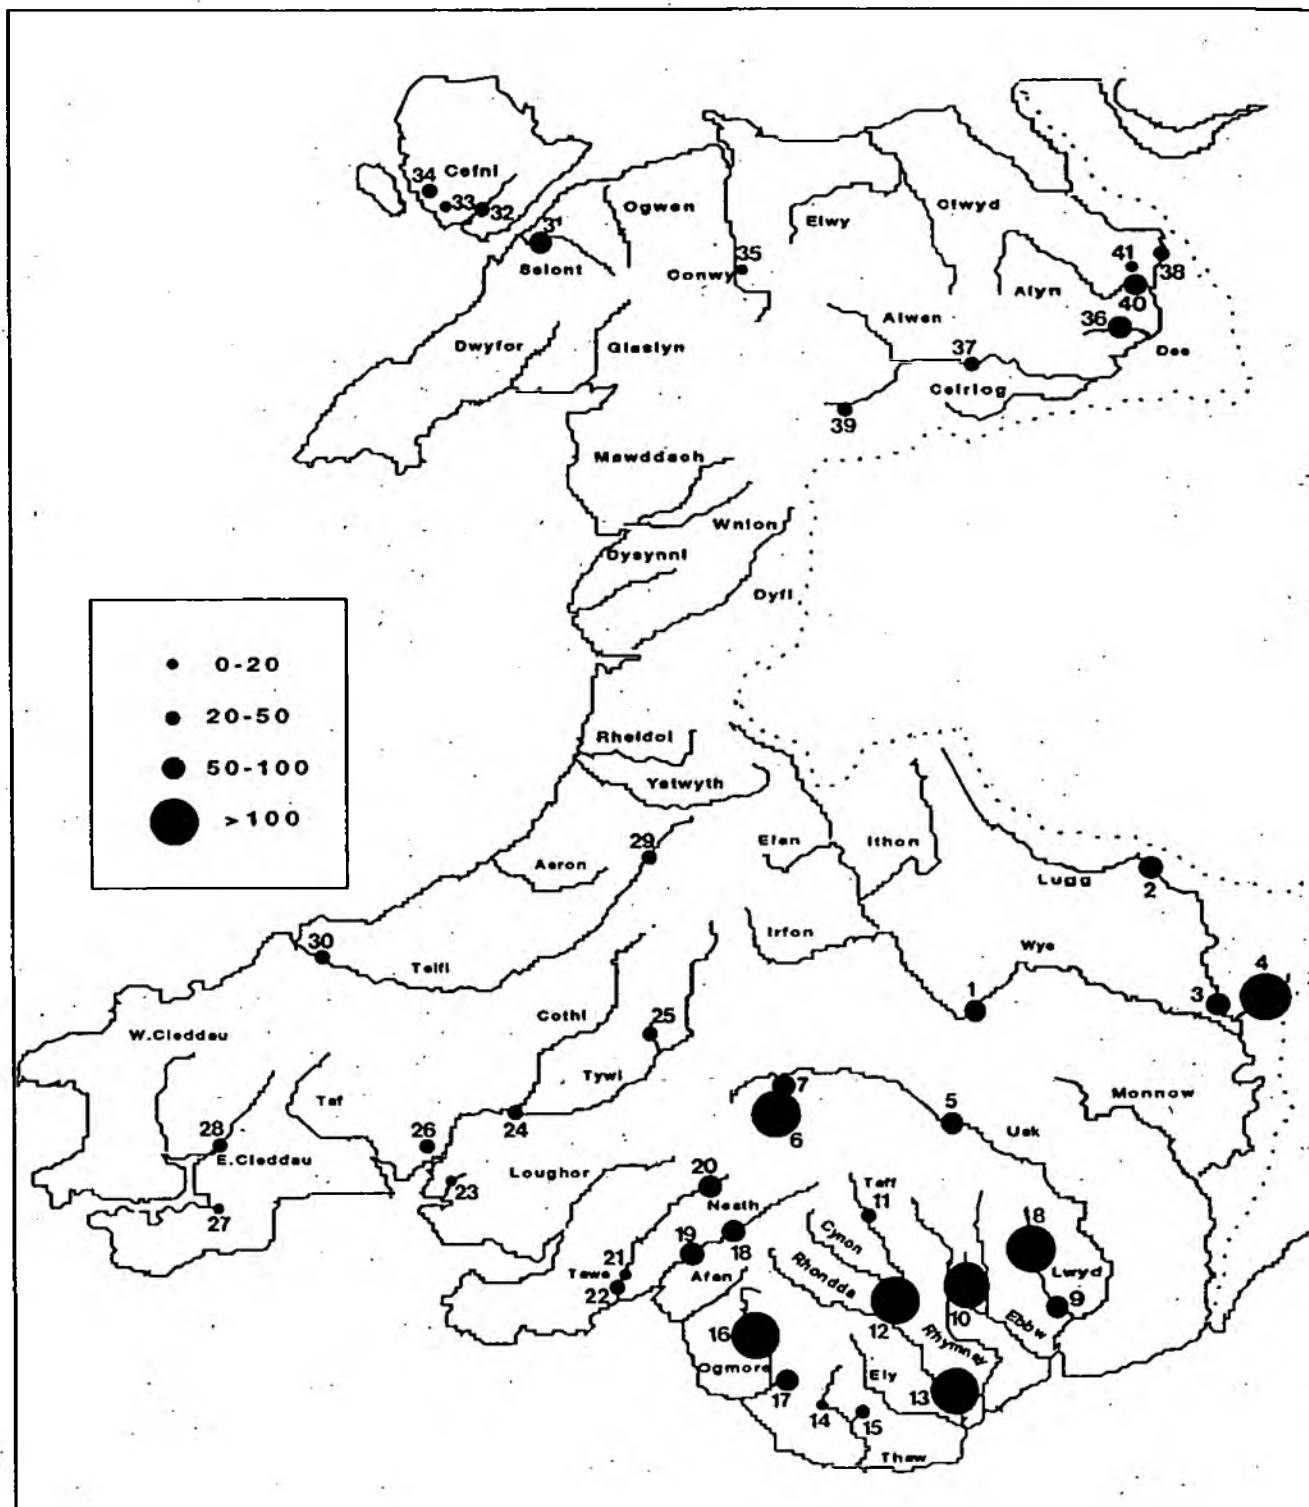 Cefni
34
33
32
31
Seiont
Ogwen
35
Conwy
Elwy
Clwyd
41
38
40
Alyn
36
Dee
Alwen
37
Ceiriog
39
Dwyfor
Glaslyn
Mawddach
Wnion
Dysynni
Dyfi
0-20
20-50
50-100
>100
Rheidol
Ystwyth
29
Aeron
Elan
Ithon
Lugg
2
30
Teifi
Irfon
Wye
4
1
3
Cothi
25
W.Cleddau
Tywi
Taf
7
Monnow
5
Usk
6
28
26
24
E.Cleddau
Loughor
23
20
Taff
11
27
Neath
Cynon
18
8
19
21
Tawe
Afan
Rhondda
Lwyd
22
9
10
Ebbw
12
16
Rhymney
Ogmore
Ely
17
13
14
15
Thaw